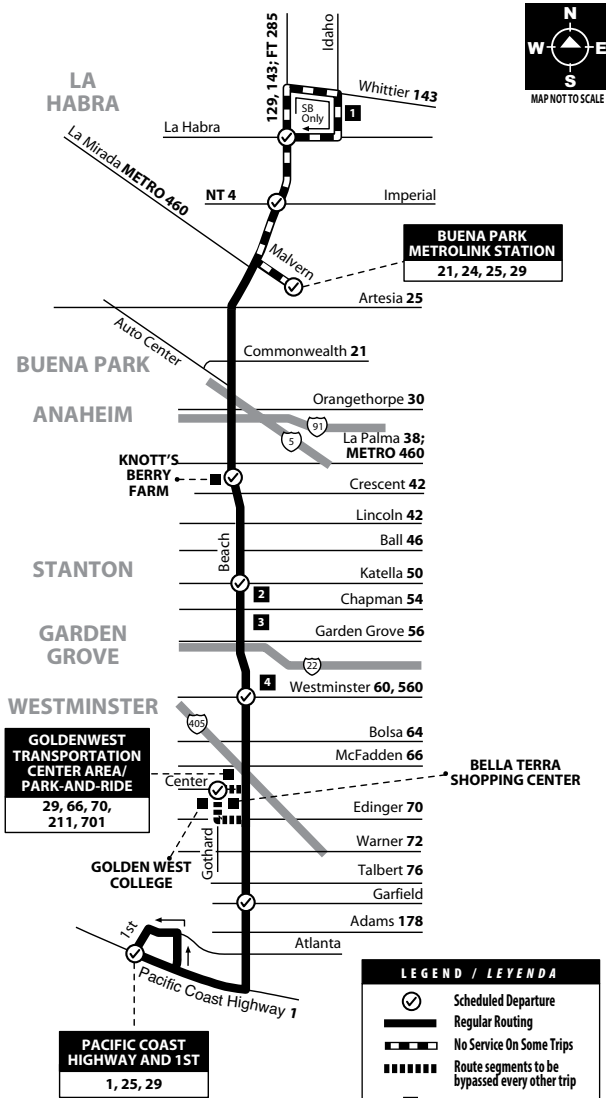 N
W E
S
MAP NOT TO SCALE
129, 143; FT 285
Idaho
LA
HABRA
Whittier 143
SB
Only
1
La Habra
La Mirada METRO 460
NT 4
Imperial
Malvern
BUENA PARK
METROLINK STATION
21, 24, 25, 29
Artesia 25
Auto Center
Commonwealth 21
BUENA PARK
Orangethorpe 30
ANAHEIM
91
5
La Palma 38;
METRO 460
KNOTT'S
BERRY
FARM
Crescent 42
Lincoln 42
Beach
Ball 46
STANTON
Katella 50
2
Chapman 54
3
GARDEN
GROVE
Garden Grove 56
22
4
Westminster 60, 560
WESTMINSTER
405
GOLDENWEST
TRANSPORTATION
CENTER AREA/
PARK-AND-RIDE
29, 66, 70,
211, 701
Bolsa 64
McFadden 66
Center
BELLA TERRA
SHOPPING CENTER
Edinger 70
Gothard
Warner 72
GOLDEN WEST
COLLEGE
Talbert 76
Garfield
Adams 178
1st
Atlanta
Pacific Coast Highway 1
PACIFIC COAST
HIGHWAY AND 1ST
1, 25, 29
LEGEND / LEYENDA
Scheduled Departure
Regular Routing
No Service On Some Trips
Route segments to be
bypassed every other trip